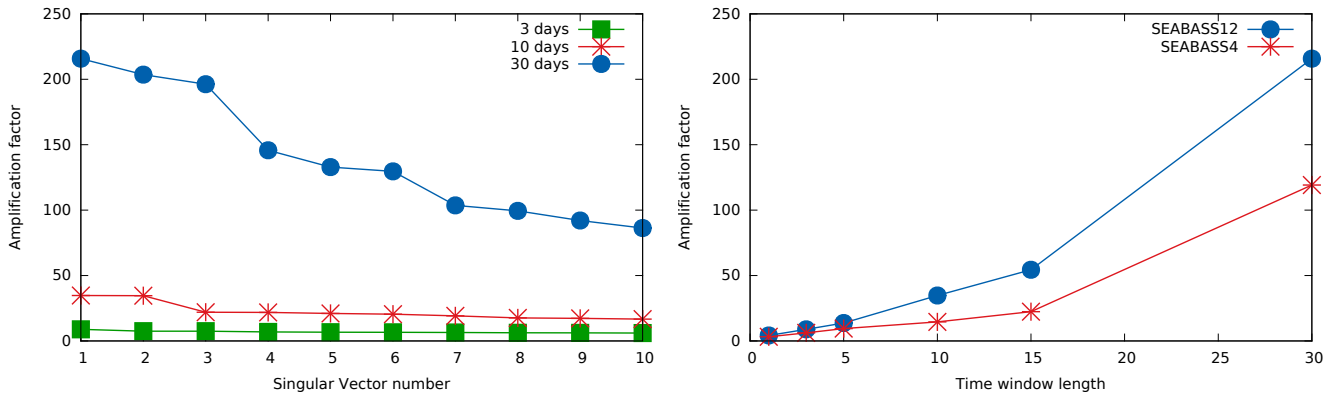 250
200
150
100
50
0
Amplification factor
3 days
10 days
30 days
1 2 3 4 5 6 7 8 9 10
Singular Vector number
250
200
150
100
50
0
Amplification factor
SEABASS12
SEABASS4
0 5 10 15 20 25 30
Time window length